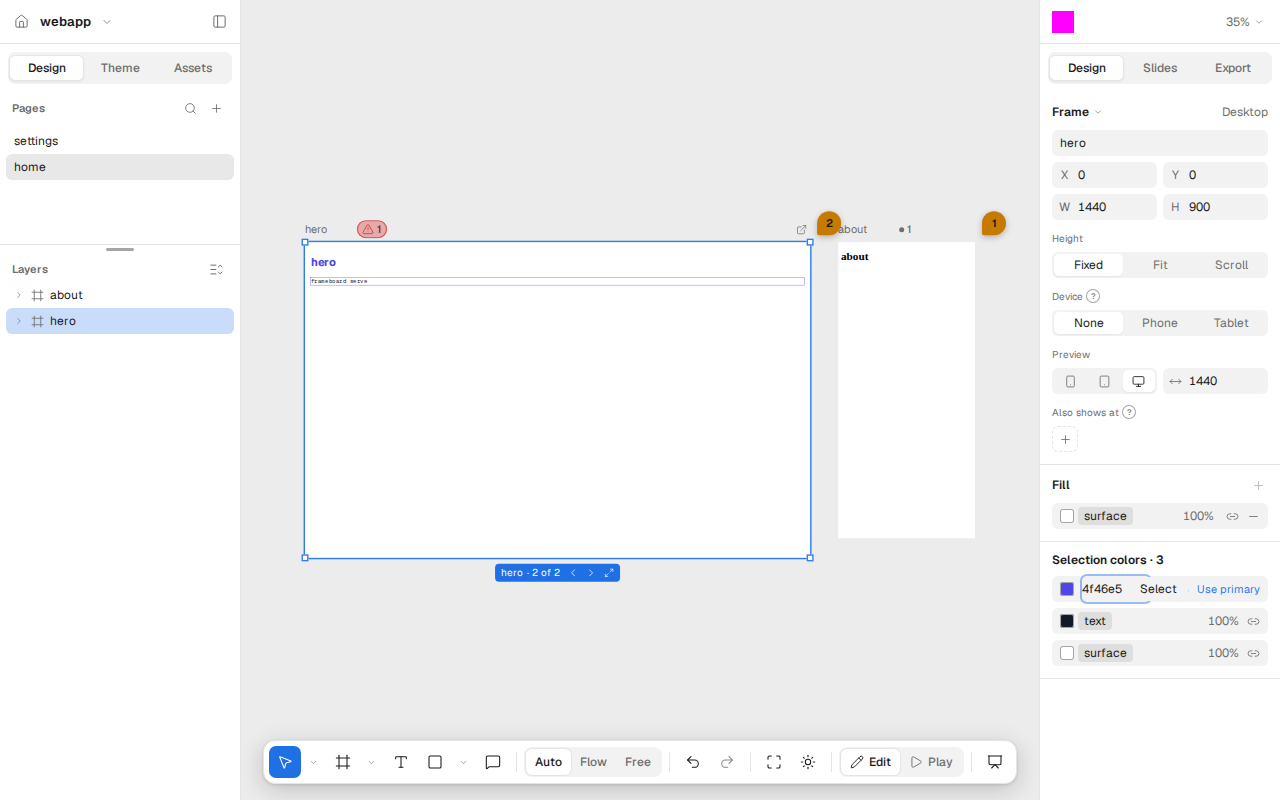 webapp
Design Theme Assets
Pages
settings
home
Layers
about
hero
hero 1
2
about 1
1
hero
frameboard serve
about
hero · 2 of 2
Auto Flow Free
Edit Play
35%
Design Slides Export
Frame Desktop
hero
X 0 Y 0
W 1440 H 900
Height
Fixed Fit Scroll
Device ?
None Phone Tablet
Preview
1440
Also shows at ?
Fill
surface 100%
Selection colors · 3
4f46e5 Select Use primary
text 100%
surface 100%